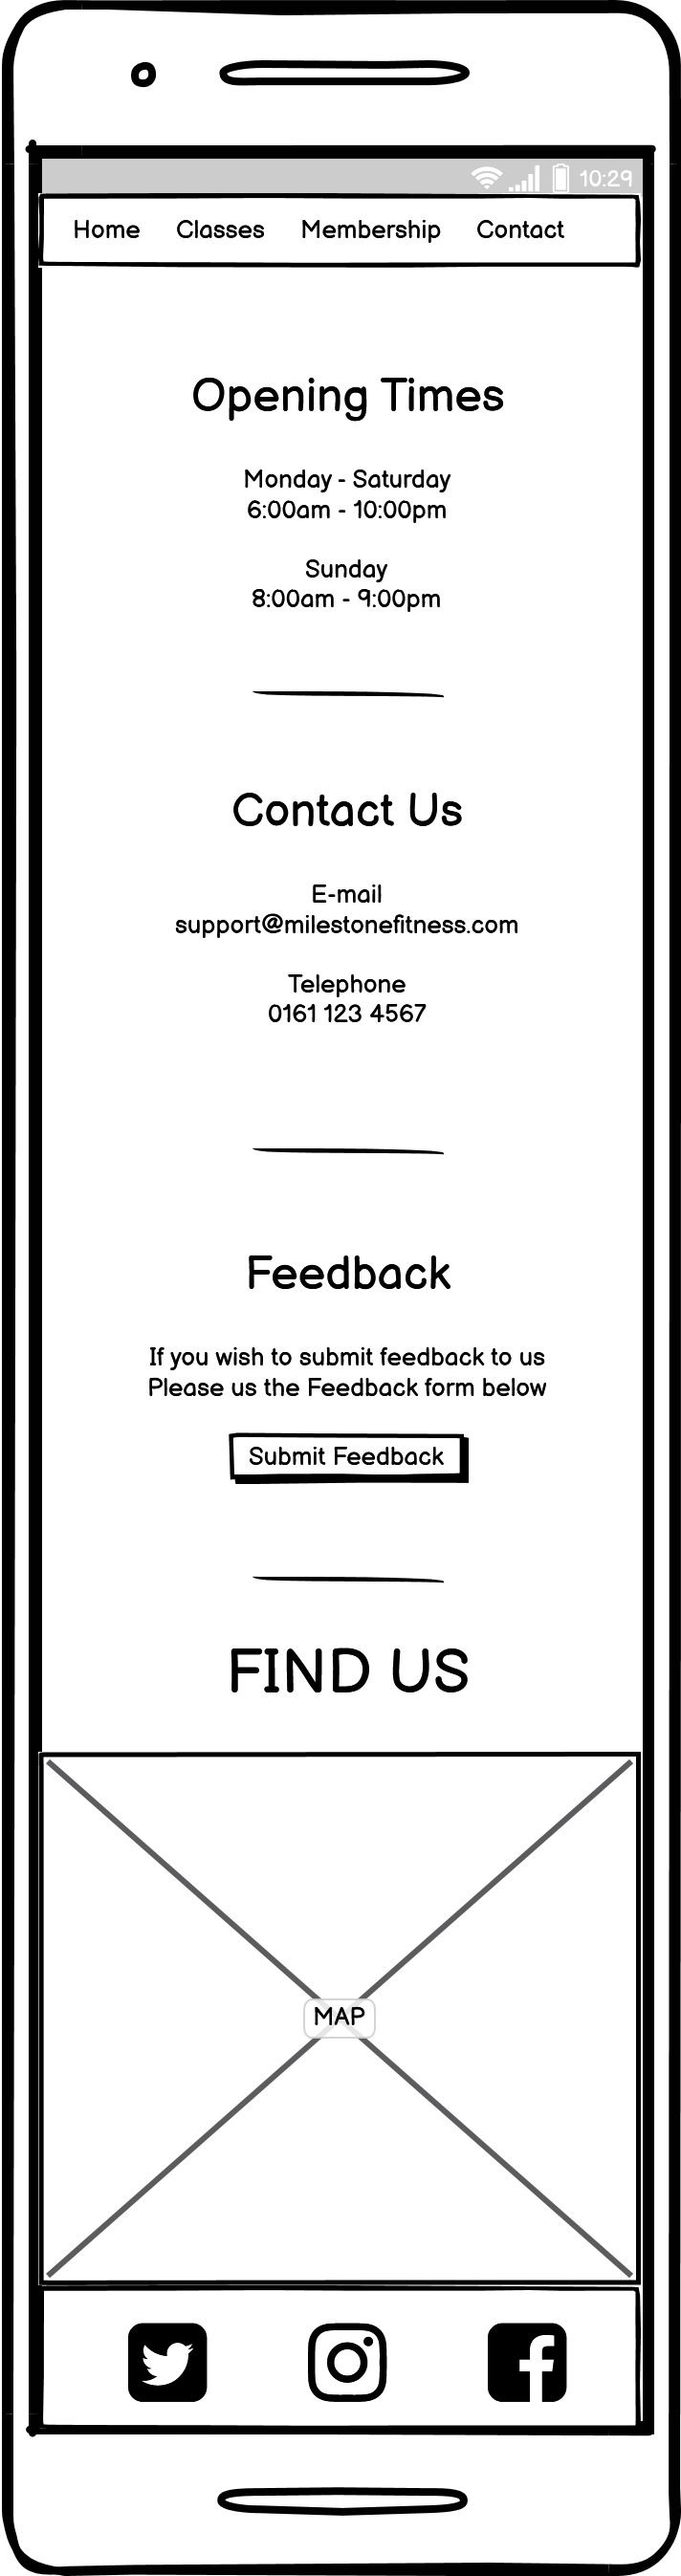 10:29
Home Classes Membership Contact
Opening Times
Monday - Saturday
6:00am - 10:00pm
Sunday
8:00am - 9:00pm
Contact Us
E-mail
support@milestonefitness.com
Telephone
0161 123 4567
Feedback
If you wish to submit feedback to us
Please us the Feedback form below
Submit Feedback
FIND US
MAP